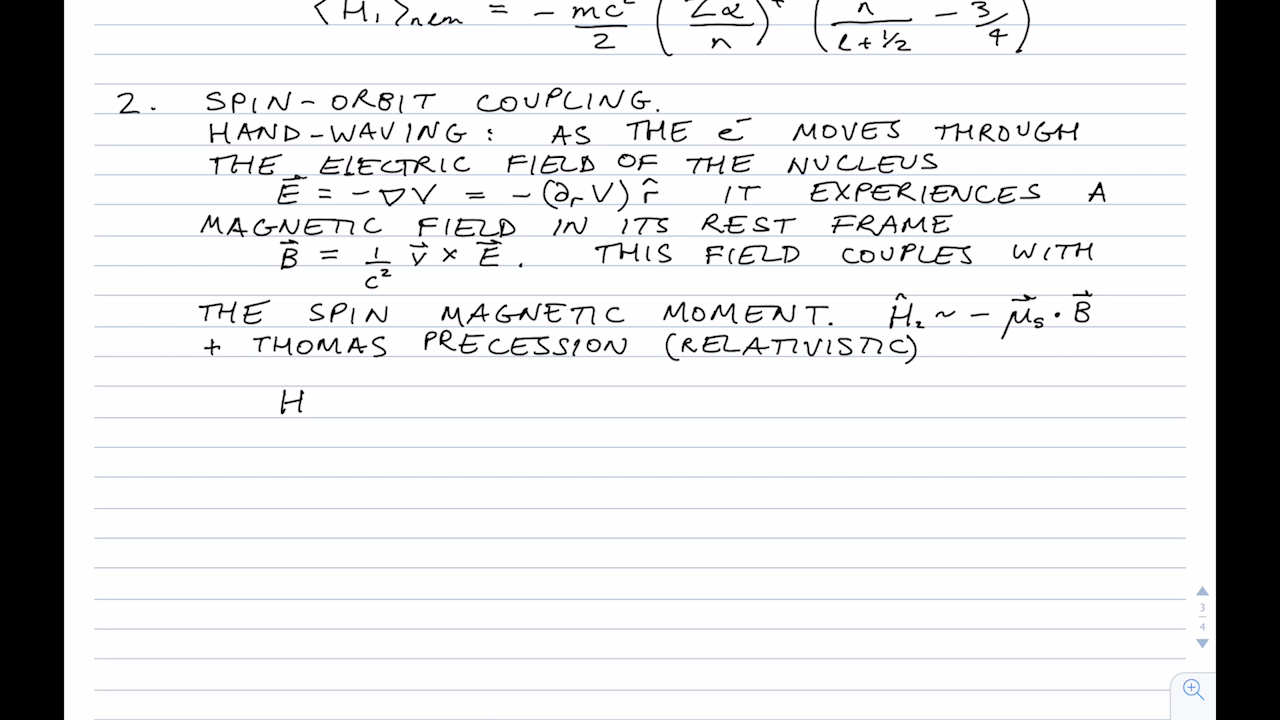 ⟨H₁⟩nlm = − mc²/2 (Zα/n)⁴ (n/(l+½) − 3/4)
2. SPIN-ORBIT COUPLING.
HAND-WAVING: AS THE e⁻ MOVES THROUGH
THE ELECTRIC FIELD OF THE NUCLEUS
E⃗ = −∇V = −(∂ᵣV) r̂ IT EXPERIENCES A
MAGNETIC FIELD IN ITS REST FRAME
B⃗ = 1/c² v⃗ × E⃗. THIS FIELD COUPLES WITH
THE SPIN MAGNETIC MOMENT. Ĥ₂ ~ − μ⃗ₛ · B⃗
+ THOMAS PRECESSION (RELATIVISTIC)
H
3
4